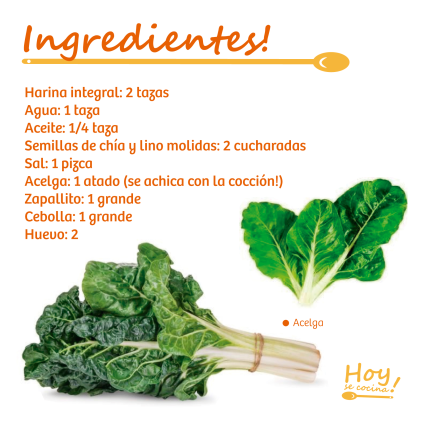 Ingredientes!
Harina integral: 2 tazas
Agua: 1 taza
Aceite: 1/4 taza
Semillas de chía y lino molidas: 2 cucharadas
Sal: 1 pizca
Acelga: 1 atado (se achica con la cocción!)
Zapallito: 1 grande
Cebolla: 1 grande
Huevo: 2
Acelga
Hoy
se cocina!